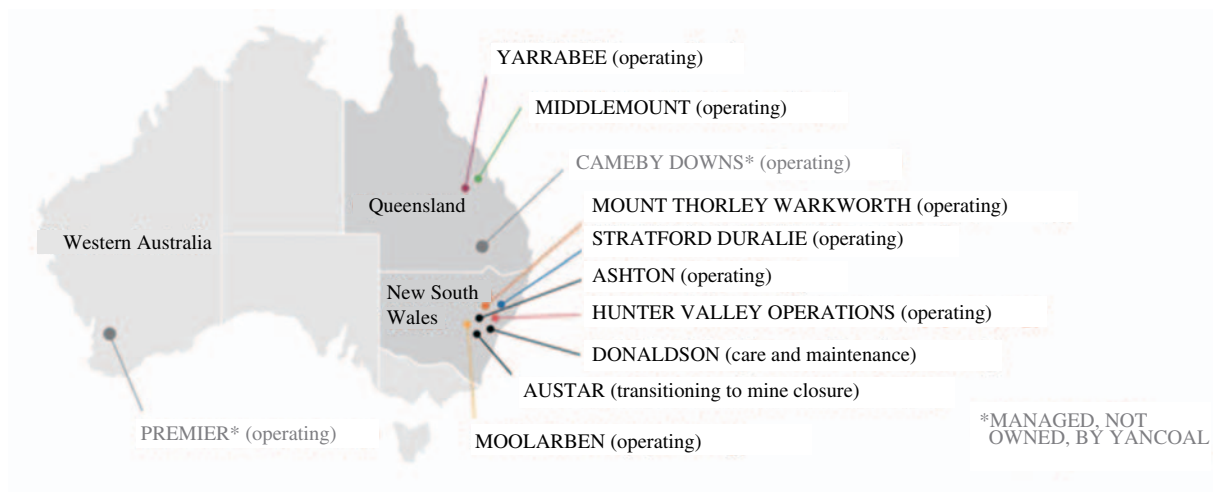 YARRABEE (operating)
MIDDLEMOUNT (operating)
CAMEBY DOWNS* (operating)
Queensland
MOUNT THORLEY WARKWORTH (operating)
STRATFORD DURALIE (operating)
Western Australia
ASHTON (operating)
New South
Wales
HUNTER VALLEY OPERATIONS (operating)
DONALDSON (care and maintenance)
AUSTAR (transitioning to mine closure)
PREMIER* (operating)
MOOLARBEN (operating)
*MANAGED, NOT
OWNED, BY YANCOAL